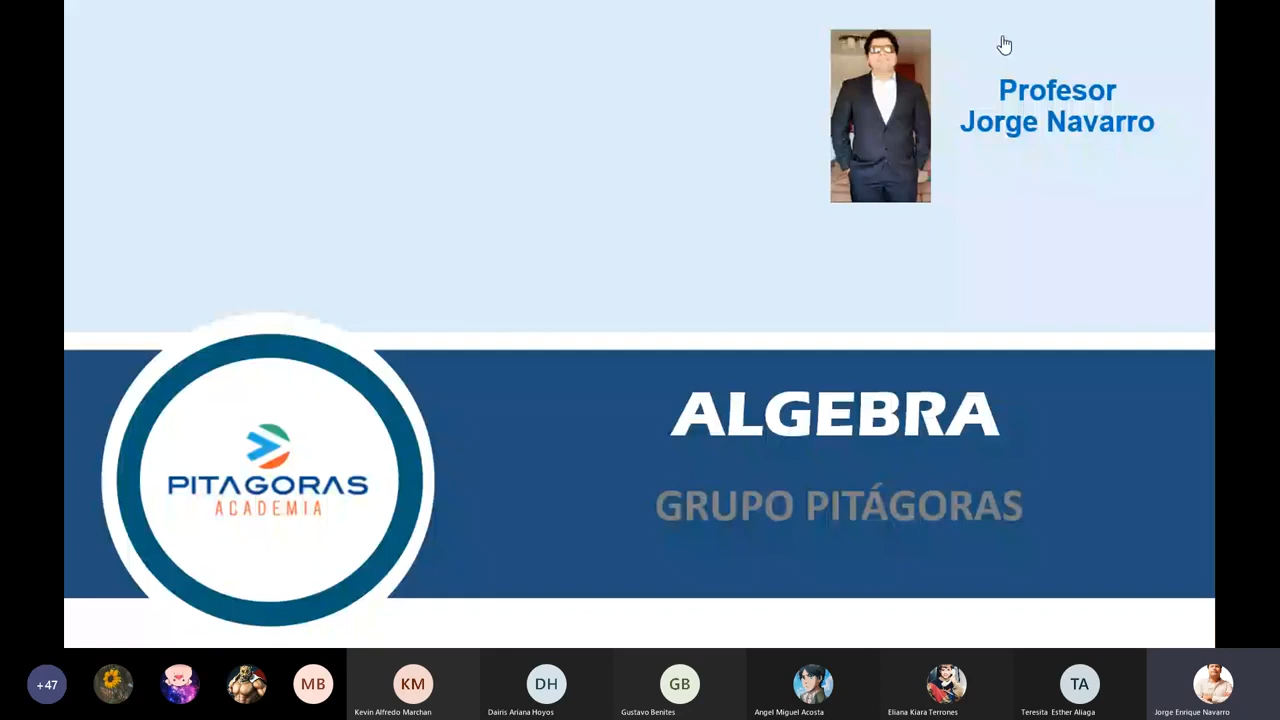 Profesor
Jorge Navarro
ALGEBRA
GRUPO PITÁGORAS
PITAGORAS
ACADEMIA
+47
MB
KM
DH
GB
TA
Kevin Alfredo Marchan
Dairis Ariana Hoyos
Gustavo Benites
Angel Miguel Acosta
Eliana Kiara Terrones
Teresita Esther Aliaga
Jorge Enrique Navarro